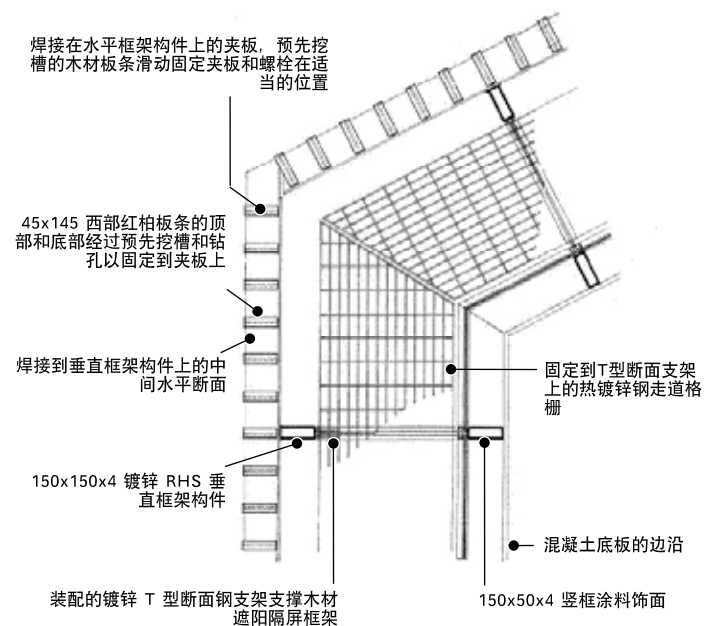 焊接在水平框架构件上的夹板，预先挖
槽的木材板条滑动固定夹板和螺栓在适
当的位置
45x145 西部红柏板条的顶
部和底部经过预先挖槽和钻
孔以固定到夹板上
焊接到垂直框架构件上的中
间水平断面
固定到T型断面支架
上的热镀锌钢走道格
栅
150x150x4 镀锌 RHS 垂
直框架构件
混凝土底板的边沿
装配的镀锌 T 型断面钢支架支撑木材
遮阳隔屏框架
150x50x4 竖框涂料饰面